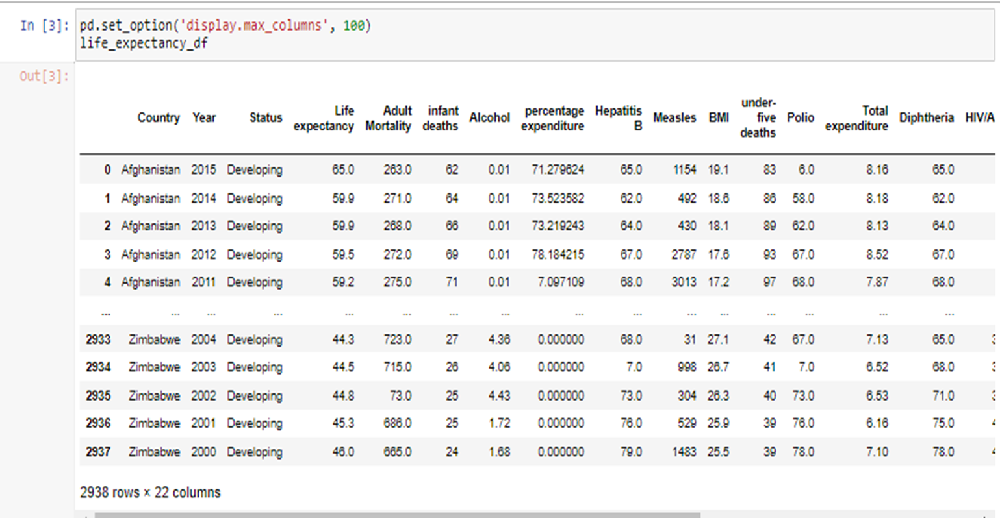 In [3]: pd.set_option('display.max_columns', 100)
life_expectancy_df
Out[3]:
Country Year Status Life expectancy Adult Mortality infant deaths Alcohol percentage expenditure Hepatitis B Measles BMI under-five deaths Polio Total expenditure Diphtheria HIV/A
0 Afghanistan 2015 Developing 65.0 263.0 62 0.01 71.279624 65.0 1154 19.1 83 6.0 8.16 65.0
1 Afghanistan 2014 Developing 59.9 271.0 64 0.01 73.523582 62.0 492 18.6 86 58.0 8.18 62.0
2 Afghanistan 2013 Developing 59.9 268.0 66 0.01 73.219243 64.0 430 18.1 89 62.0 8.13 64.0
3 Afghanistan 2012 Developing 59.5 272.0 69 0.01 78.184215 67.0 2787 17.6 93 67.0 8.52 67.0
4 Afghanistan 2011 Developing 59.2 275.0 71 0.01 7.097109 68.0 3013 17.2 97 68.0 7.87 68.0
... ... ... ... ... ... ... ... ... ... ... ... ... ... ... ...
2933 Zimbabwe 2004 Developing 44.3 723.0 27 4.36 0.000000 68.0 31 27.1 42 67.0 7.13 65.0
2934 Zimbabwe 2003 Developing 44.5 715.0 26 4.06 0.000000 7.0 998 26.7 41 7.0 6.52 68.0
2935 Zimbabwe 2002 Developing 44.8 73.0 25 4.43 0.000000 73.0 304 26.3 40 73.0 6.53 71.0
2936 Zimbabwe 2001 Developing 45.3 686.0 25 1.72 0.000000 76.0 529 25.9 39 76.0 6.16 75.0
2937 Zimbabwe 2000 Developing 46.0 665.0 24 1.68 0.000000 79.0 1483 25.5 39 78.0 7.10 78.0
2938 rows × 22 columns